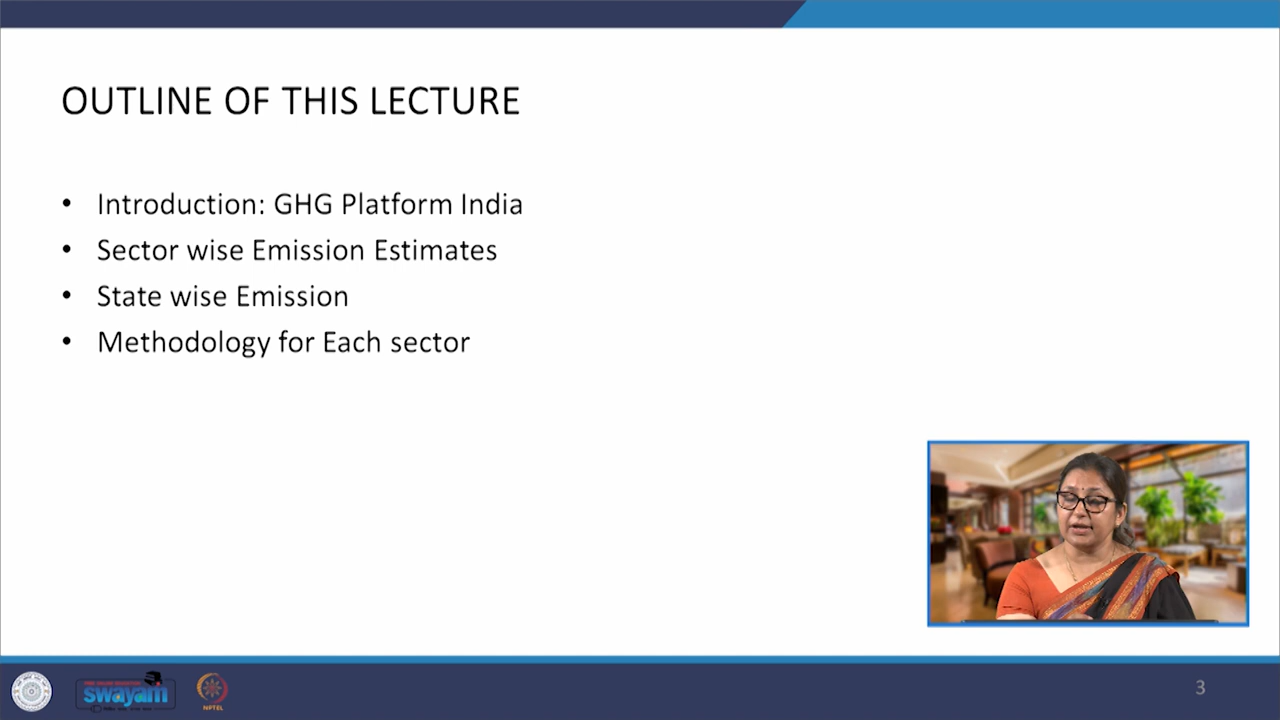 OUTLINE OF THIS LECTURE
• Introduction: GHG Platform India
• Sector wise Emission Estimates
• State wise Emission
• Methodology for Each sector
swayam
NPTEL
3